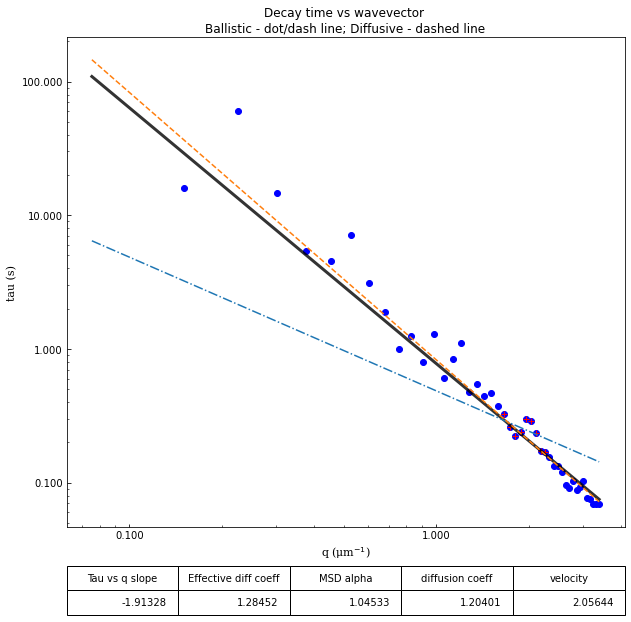 Decay time vs wavevector
Ballistic - dot/dash line; Diffusive - dashed line
100.000
10.000
1.000
0.100
tau (s)
0.100 1.000
q (μm⁻¹)
Tau vs q slope Effective diff coeff MSD alpha diffusion coeff velocity
-1.91328 1.28452 1.04533 1.20401 2.05644